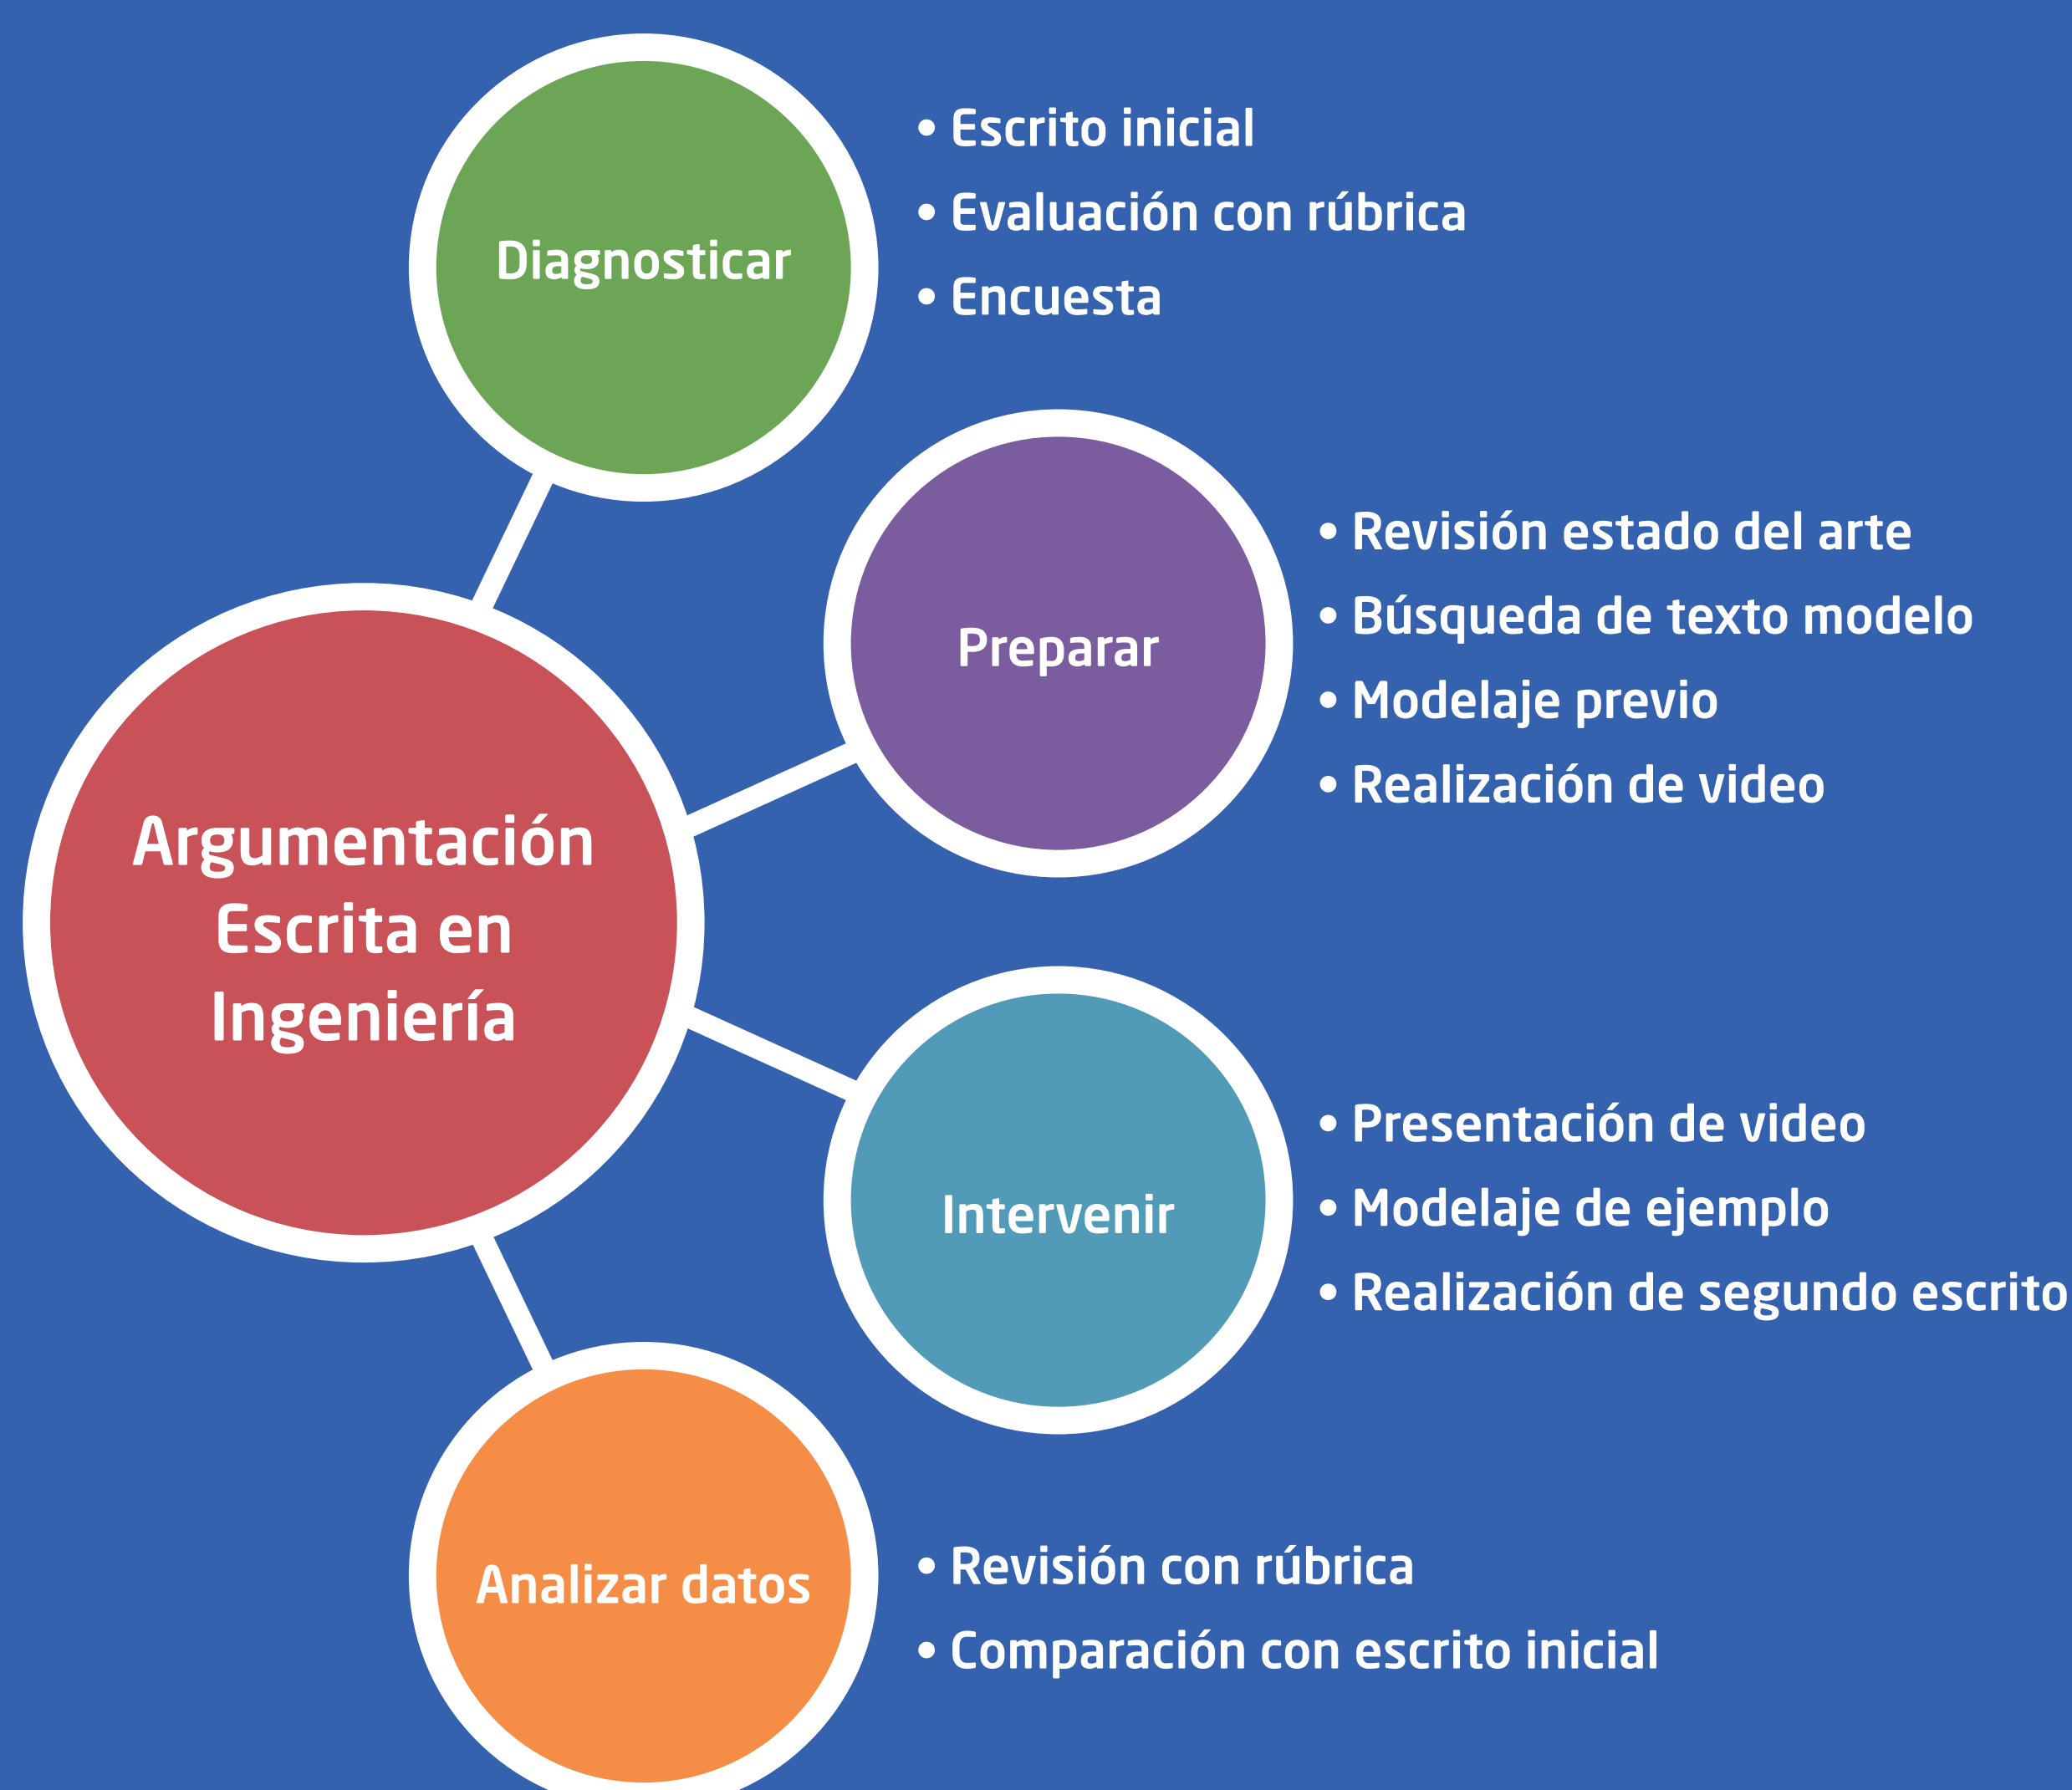 Diagnosticar
• Escrito inicial
• Evaluación con rúbrica
• Encuesta
Preparar
• Revisión estado del arte
• Búsqueda de texto modelo
• Modelaje previo
• Realización de video
Argumentación
Escrita en
Ingeniería
Intervenir
• Presentación de video
• Modelaje de ejemplo
• Realización de segundo escrito
Analizar datos
• Revisión con rúbrica
• Comparación con escrito inicial